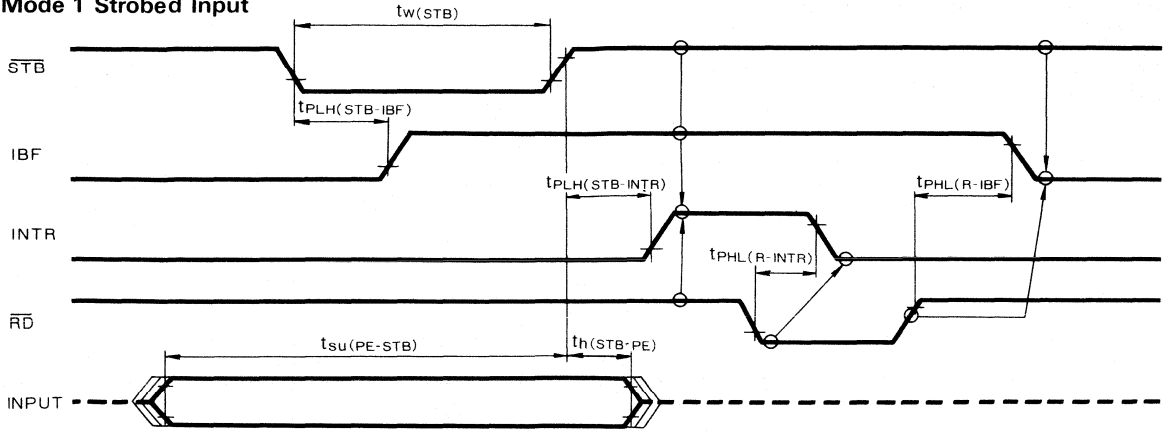 Mode 1 Strobed Input
tW(STB)
STB
tPLH(STB-IBF)
IBF
tPLH(STB-INTR)
tPHL(R-IBF)
INTR
tPHL(R-INTR)
RD
tsu(PE-STB)
th(STB-PE)
INPUT